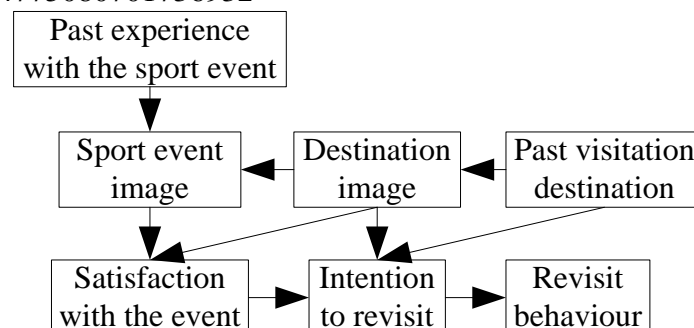 Past experience
with the sport event
Sport event
image
Destination
image
Past visitation
destination
Satisfaction
with the event
Intention
to revisit
Revisit
behaviour